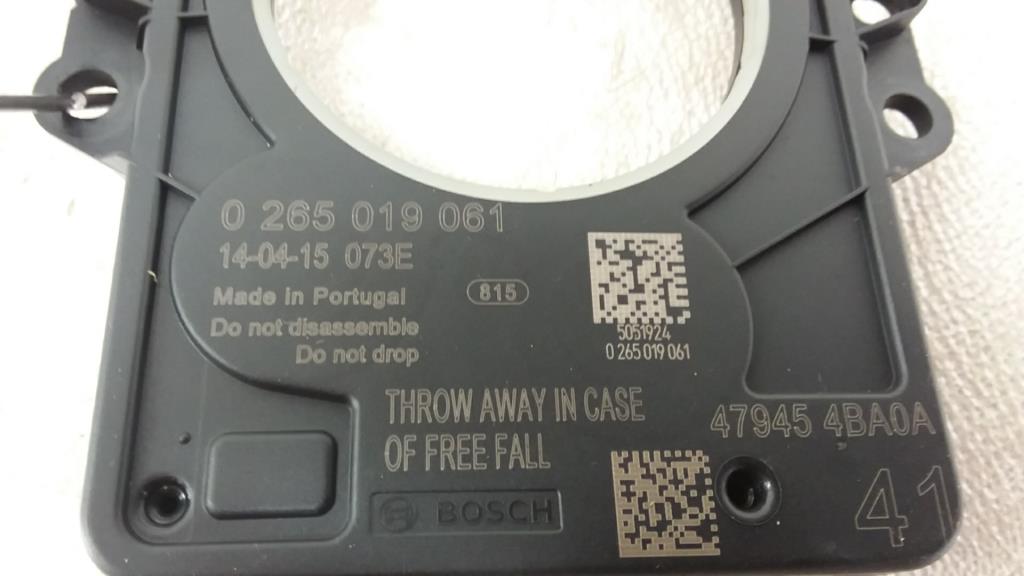 0 265 019 061
14-04-15 073E
Made in Portugal
815
Do not disassemble
Do not drop
E
5051924
0 265 019 061
THROW AWAY IN CASE
OF FREE FALL
47945 4BA0A
41
BOSCH